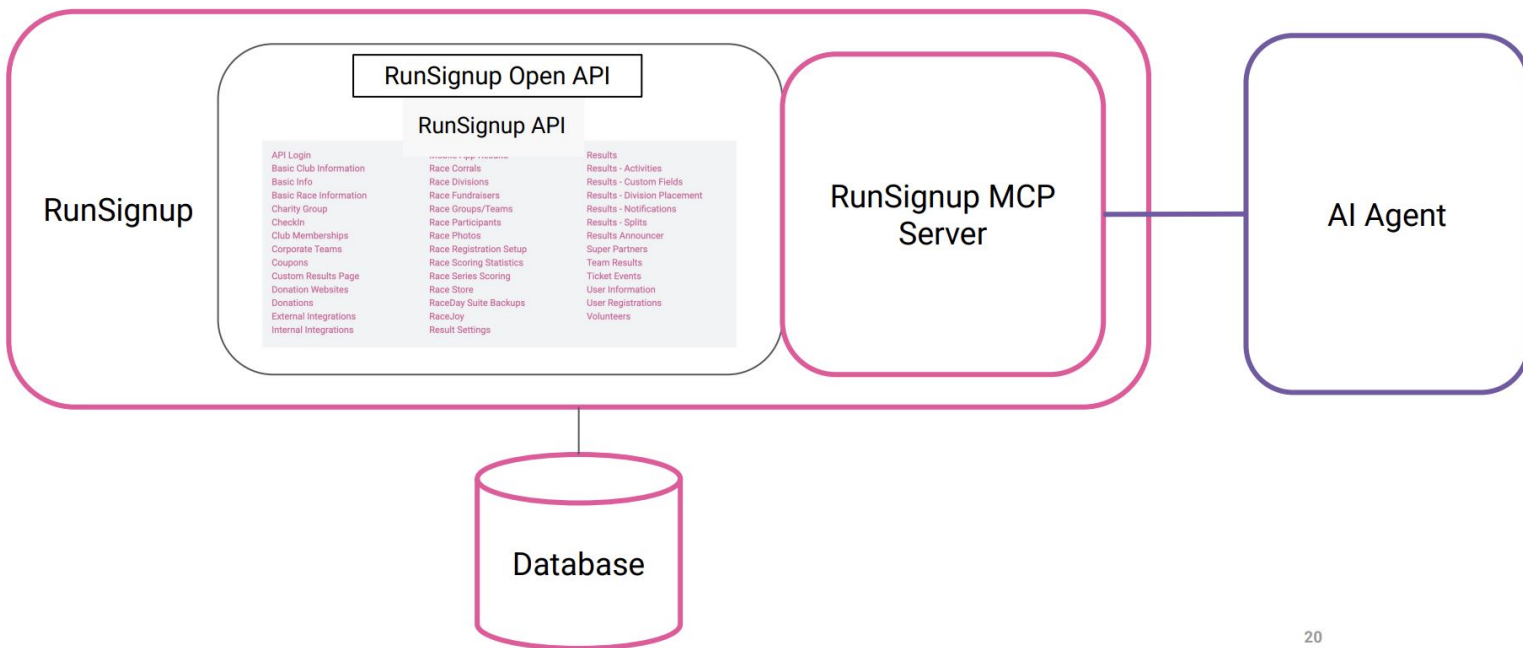 RunSignup Open API
RunSignup API
RunSignup
API Login
Basic Club Information
Basic Info
Basic Race Information
Charity Group
CheckIn
Club Memberships
Corporate Teams
Coupons
Custom Results Page
Donation Websites
Donations
External Integrations
Internal Integrations
Race Corrals
Race Divisions
Race Fundraisers
Race Groups/Teams
Race Participants
Race Photos
Race Registration Setup
Race Scoring Statistics
Race Series Scoring
Race Store
RaceDay Suite Backups
RaceJoy
Result Settings
Results
Results - Activities
Results - Custom Fields
Results - Division Placement
Results - Notifications
Results - Splits
Results Announcer
Super Partners
Team Results
Ticket Events
User Information
User Registrations
Volunteers
RunSignup MCP
Server
AI Agent
Database
20